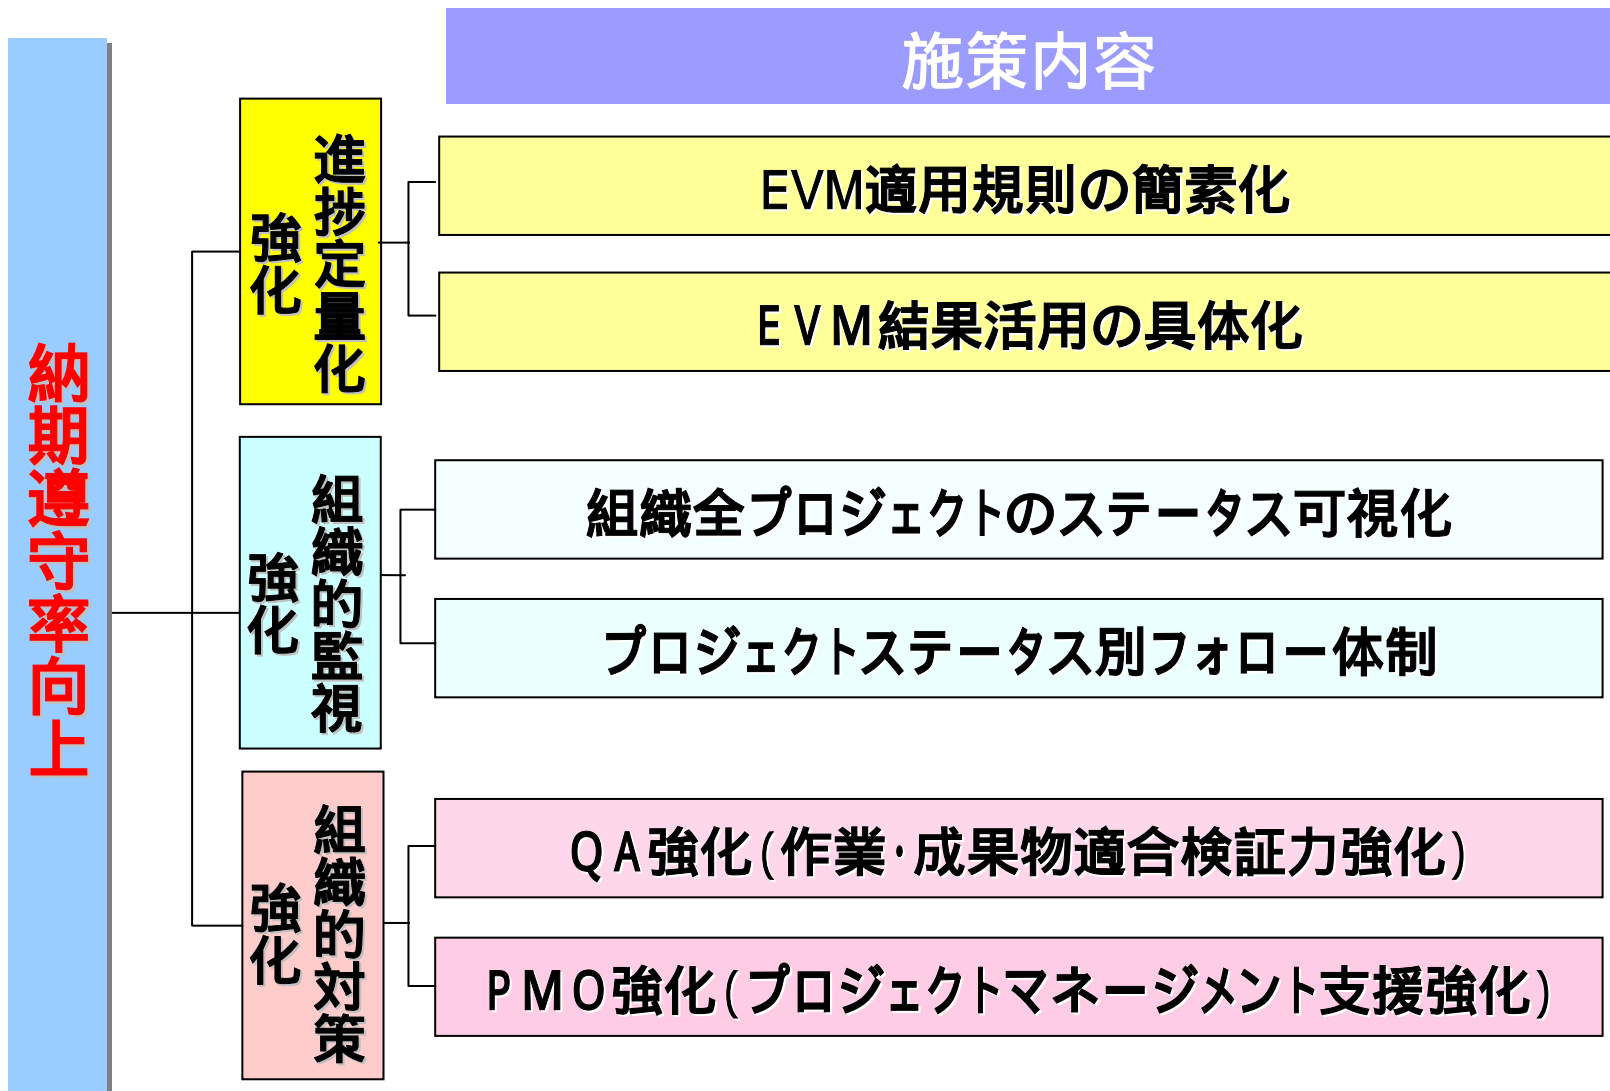 施策内容
納期遵守率向上
進捗定量化
強化
EVM適用規則の簡素化
EVM結果活用の具体化
組織的監視
強化
組織全プロジェクトのステータス可視化
プロジェクトステータス別フォロー体制
組織的対策
強化
QA強化(作業・成果物適合検証力強化)
PMO強化(プロジェクトマネージメント支援強化)